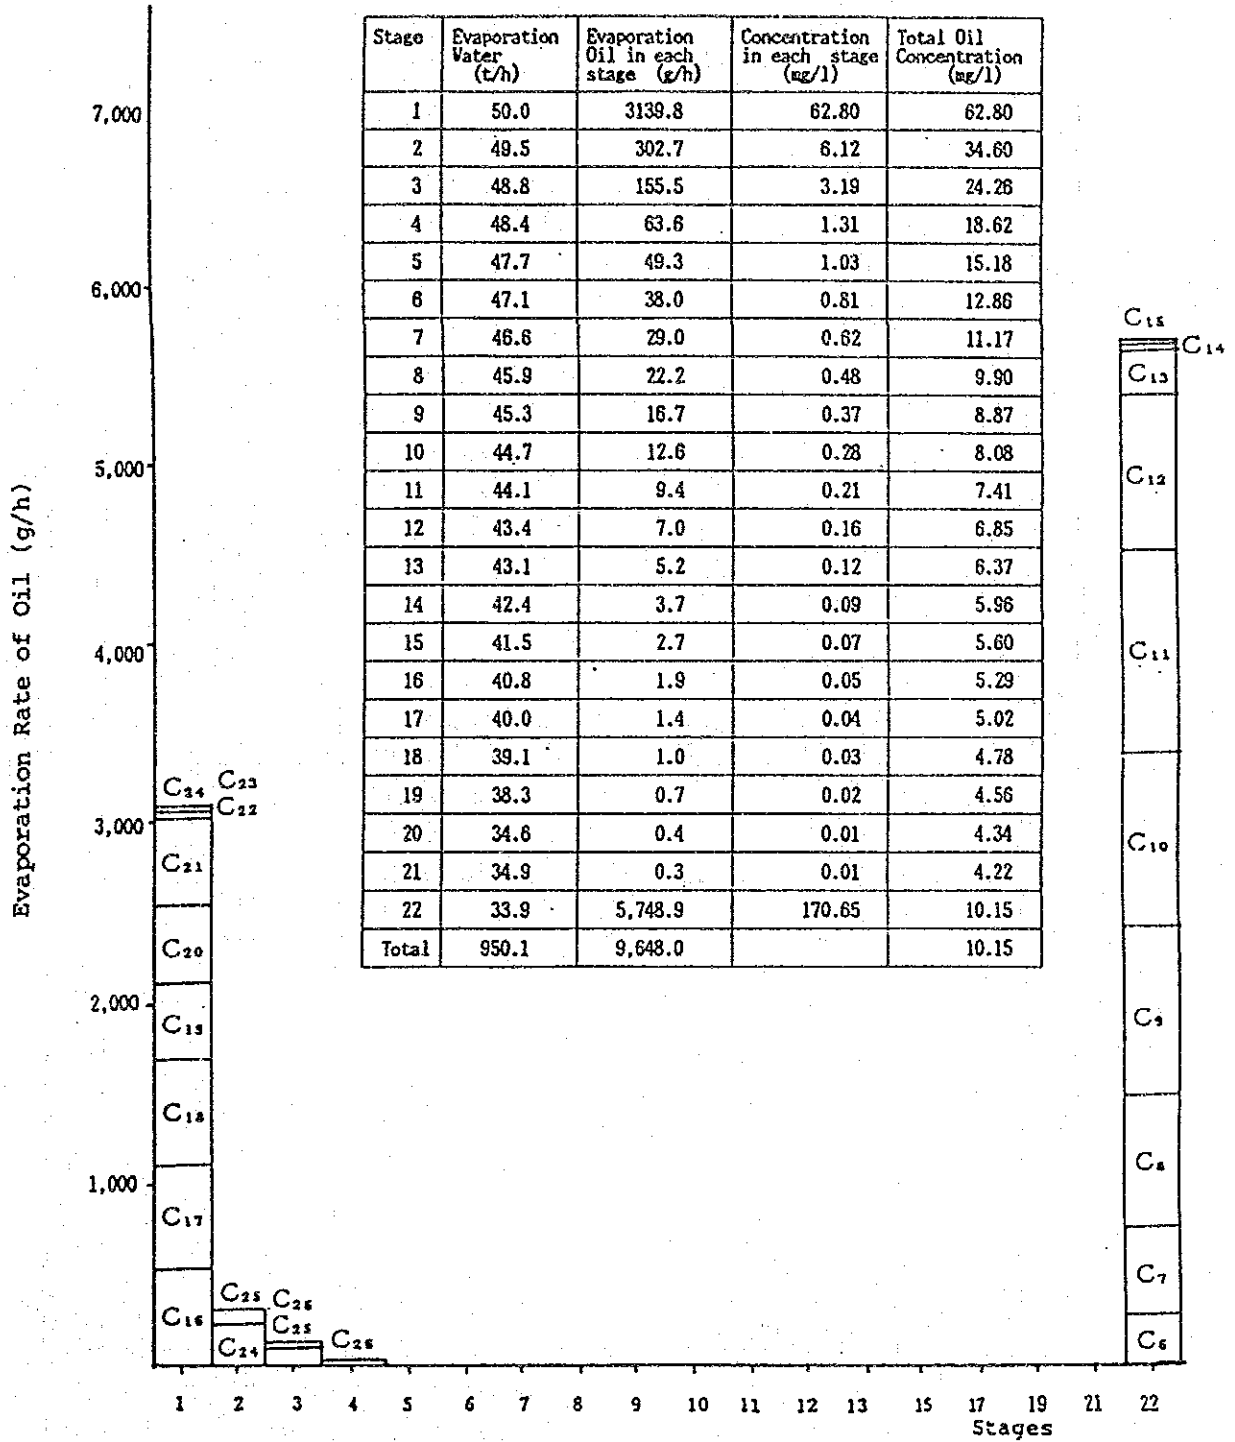 Stage Evaporation Water (t/h) Evaporation Oil in each stage (g/h) Concentration in each stage (mg/l) Total Oil Concentration (mg/l)
1 50.0 3139.8 62.80 62.80
2 49.5 302.7 6.12 34.60
3 48.8 155.5 3.19 24.26
4 48.4 63.6 1.31 18.62
5 47.7 49.3 1.03 15.18
6 47.1 38.0 0.81 12.86
7 46.6 29.0 0.62 11.17
8 45.9 22.2 0.48 9.90
9 45.3 16.7 0.37 8.87
10 44.7 12.6 0.28 8.08
11 44.1 9.4 0.21 7.41
12 43.4 7.0 0.16 6.85
13 43.1 5.2 0.12 6.37
14 42.4 3.7 0.09 5.96
15 41.5 2.7 0.07 5.60
16 40.8 1.9 0.05 5.29
17 40.0 1.4 0.04 5.02
18 39.1 1.0 0.03 4.78
19 38.3 0.7 0.02 4.56
20 34.6 0.4 0.01 4.34
21 34.9 0.3 0.01 4.22
22 33.9 5,748.9 170.65 10.15
Total 950.1 9,648.0 10.15
Evaporation Rate of Oil (g/h)
7,000
6,000
5,000
4,000
3,000
2,000
1,000
C24 C23
C22
C21
C20
C19
C18
C17
C16
C25
C24
C26
C25
C26
C15
C14
C13
C12
C11
C10
C9
C8
C7
C6
1 2 3 4 5 6 7 8 9 10 11 12 13 15 17 19 21 22
Stages